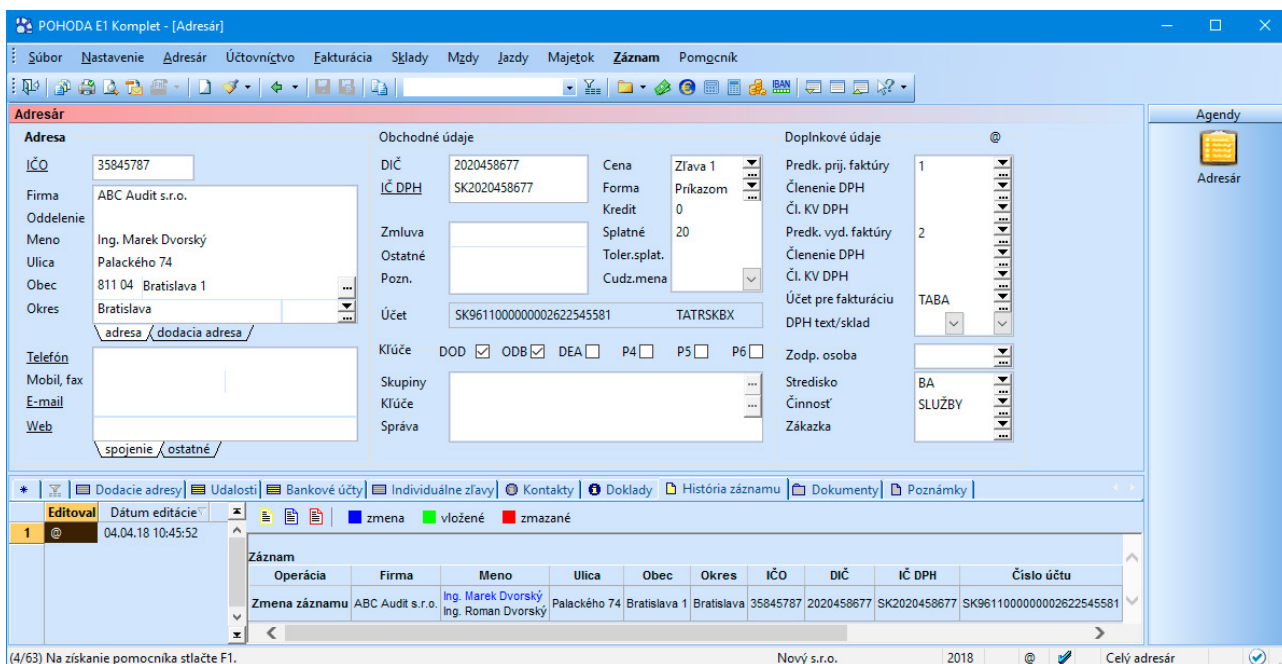 POHODA E1 Komplet - [Adresár]
Súbor Nastavenie Adresár Účtovníctvo Fakturácia Sklady Mzdy Jazdy Majetok Záznam Pomocník
IBAN
Adresár
Agendy
Adresár
Adresa
IČO 35845787
Firma ABC Audit s.r.o.
Oddelenie
Meno Ing. Marek Dvorský
Ulica Palackého 74
Obec 811 04 Bratislava 1 ...
Okres Bratislava
adresa dodacia adresa
Telefón
Mobil, fax
E-mail
Web
spojenie ostatné
Obchodné údaje
DIČ 2020458677 Cena Zľava 1
IČ DPH SK2020458677 Forma Príkazom
Kredit 0
Zmluva Splatné 20
Ostatné Toler.splat.
Pozn. Cudz.mena
Účet SK9611000000002622545581 TATRSKBX
Kľúče DOD ODB DEA P4 P5 P6
Skupiny ...
Kľúče ...
Správa
Doplnkové údaje @
Predk. prij. faktúry 1
Členenie DPH
Čl. KV DPH
Predk. vyd. faktúry 2
Členenie DPH
Čl. KV DPH
Účet pre fakturáciu TABA
DPH text/sklad
Zodp. osoba
Stredisko BA
Činnosť SLUŽBY
Zákazka
* Dodacie adresy Udalosti Bankové účty Individuálne zľavy Kontakty Doklady História záznamu Dokumenty Poznámky
Editoval Dátum editácie
1 @ 04.04.18 10:45:52
zmena vložené zmazané
Záznam
Operácia Firma Meno Ulica Obec Okres IČO DIČ IČ DPH Číslo účtu
Zmena záznamu ABC Audit s.r.o. Ing. Marek Dvorský Palackého 74 Bratislava 1 Bratislava 35845787 2020458677 SK2020458677 SK9611000000002622545581
Ing. Roman Dvorský
(4/63) Na získanie pomocníka stlačte F1. Nový s.r.o. 2018 @ Celý adresár